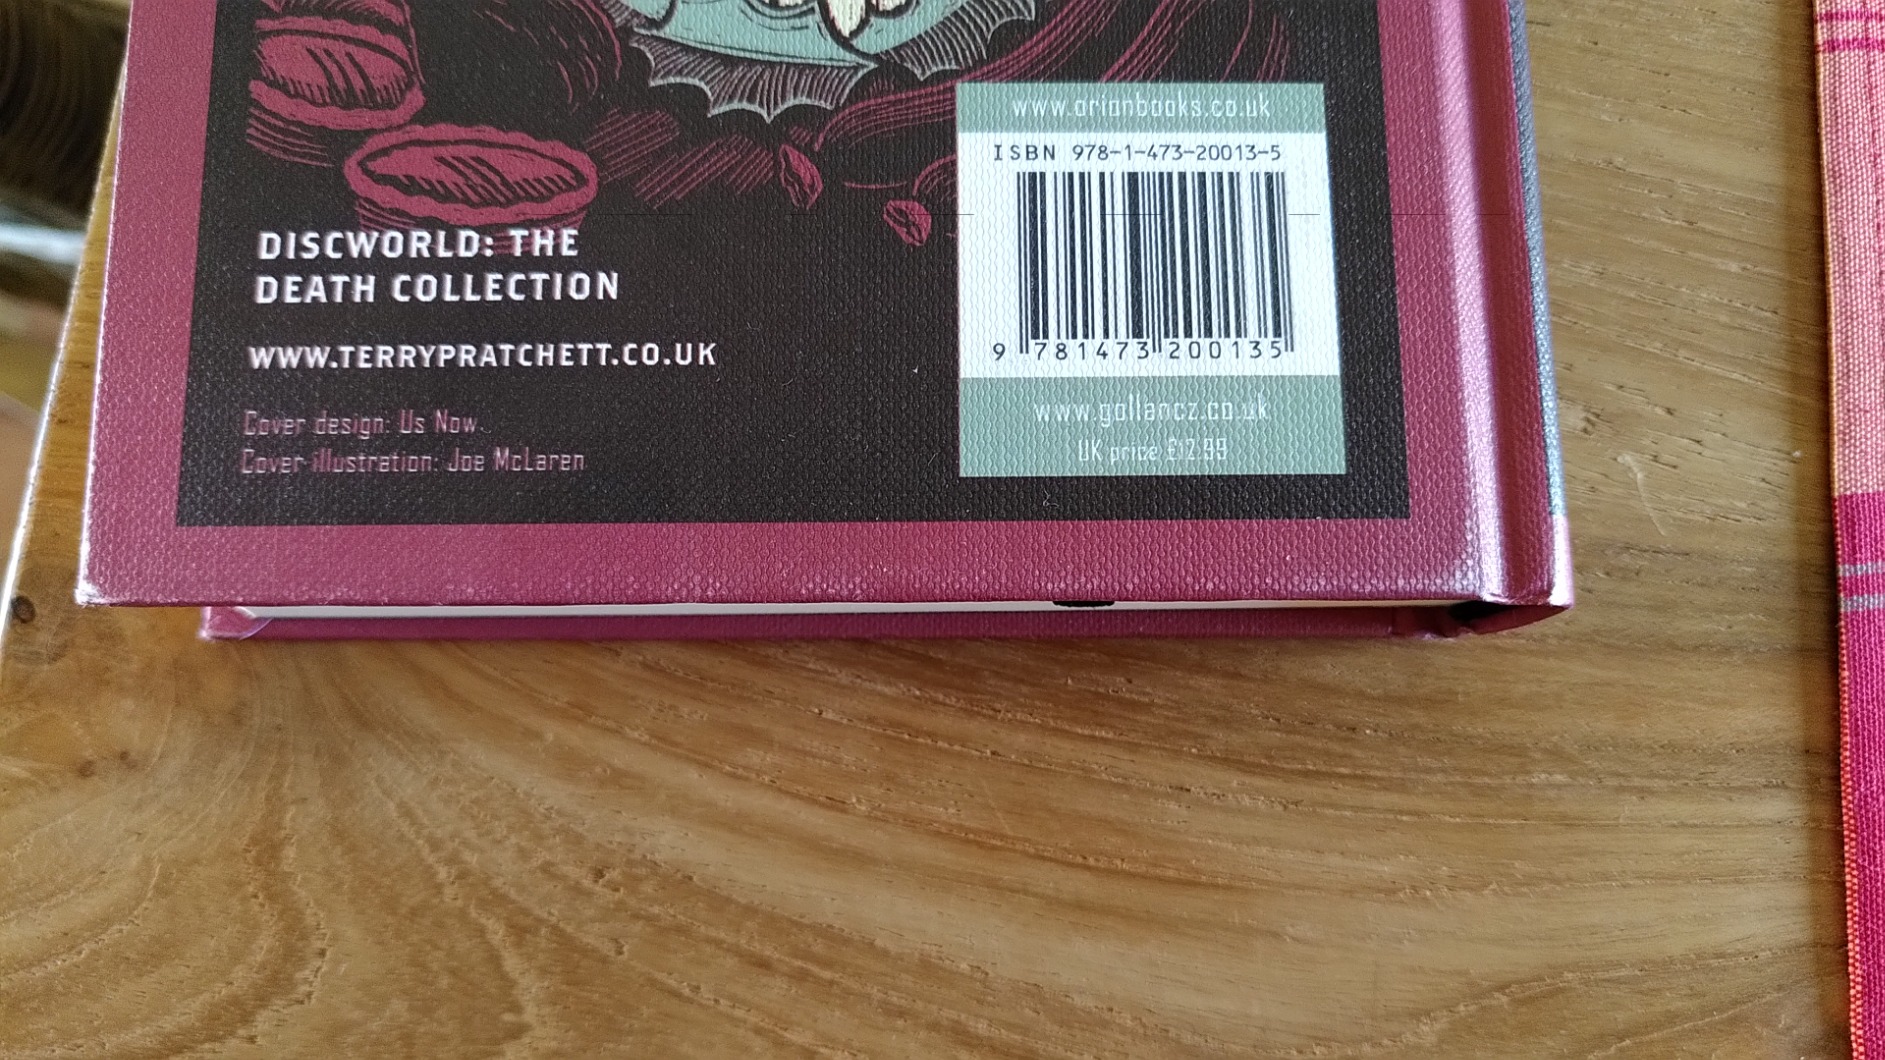 www.orionbooks.co.uk
ISBN 978-1-473-20013-5
9 781473 200135
DISCWORLD: THE
DEATH COLLECTION
WWW.TERRYPRATCHETT.CO.UK
Cover design: Us Now
Cover illustration: Joe McLaren
www.gollancz.co.uk
UK price £12.99